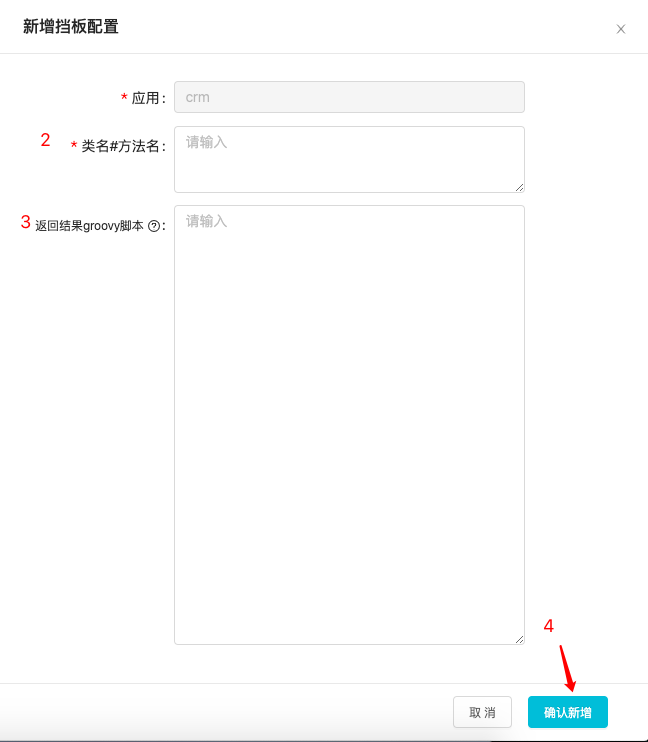 新增挡板配置
* 应用:
crm
2 * 类名#方法名:
请输入
3 返回结果groovy脚本 ?:
请输入
4
取 消
确认新增